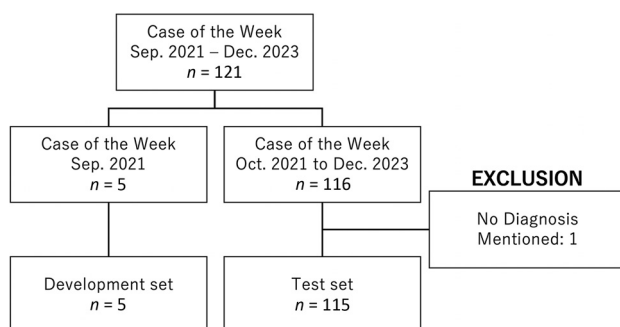 Case of the Week
Sep. 2021 – Dec. 2023
n = 121
Case of the Week
Sep. 2021
n = 5
Case of the Week
Oct. 2021 to Dec. 2023
n = 116
EXCLUSION
No Diagnosis
Mentioned: 1
Development set
n = 5
Test set
n = 115